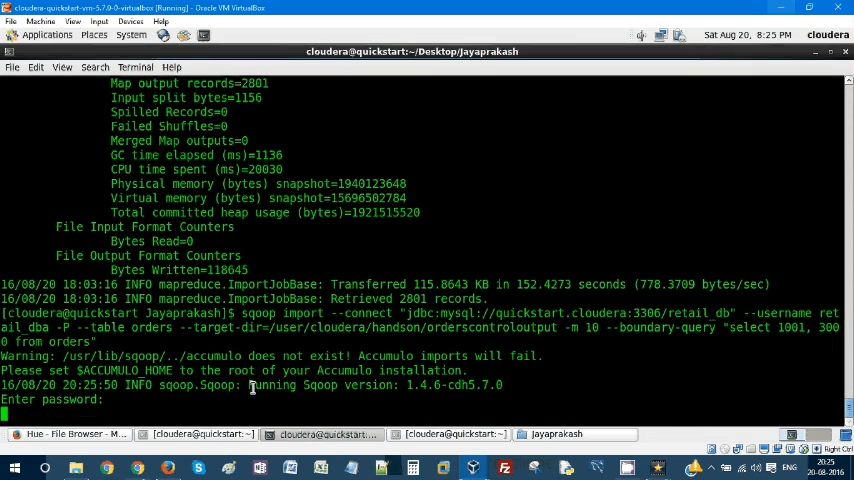 cloudera-quickstart-vm-5.7.0-0-virtualbox [Running] - Oracle VM VirtualBox
File Machine View Input Devices Help
Applications Places System Sat Aug 20, 8:25 PM cloudera
cloudera@quickstart:~/Desktop/Jayaprakash
File Edit View Search Terminal Help
Map output records=2801
Input split bytes=1156
Spilled Records=0
Failed Shuffles=0
Merged Map outputs=0
GC time elapsed (ms)=1136
CPU time spent (ms)=20030
Physical memory (bytes) snapshot=1940123648
Virtual memory (bytes) snapshot=15696502784
Total committed heap usage (bytes)=1921515520
File Input Format Counters
Bytes Read=0
File Output Format Counters
Bytes Written=118645
16/08/20 18:03:16 INFO mapreduce.ImportJobBase: Transferred 115.8643 KB in 152.4273 seconds (778.3709 bytes/sec)
16/08/20 18:03:16 INFO mapreduce.ImportJobBase: Retrieved 2801 records.
[cloudera@quickstart Jayaprakash]$ sqoop import --connect "jdbc:mysql://quickstart.cloudera:3306/retail_db" --username ret
ail_dba -P --table orders --target-dir=/user/cloudera/handson/orderscontroloutput -m 10 --boundary-query "select 1001, 300
0 from orders"
Warning: /usr/lib/sqoop/../accumulo does not exist! Accumulo imports will fail.
Please set $ACCUMULO_HOME to the root of your Accumulo installation.
16/08/20 20:25:50 INFO sqoop.Sqoop: Running Sqoop version: 1.4.6-cdh5.7.0
Enter password:
Hue - File Browser - M... [cloudera@quickstart:~... cloudera@quickstart:~... [cloudera@quickstart:~... Jayaprakash
Right Ctrl
ENG
20:25
20-08-2016